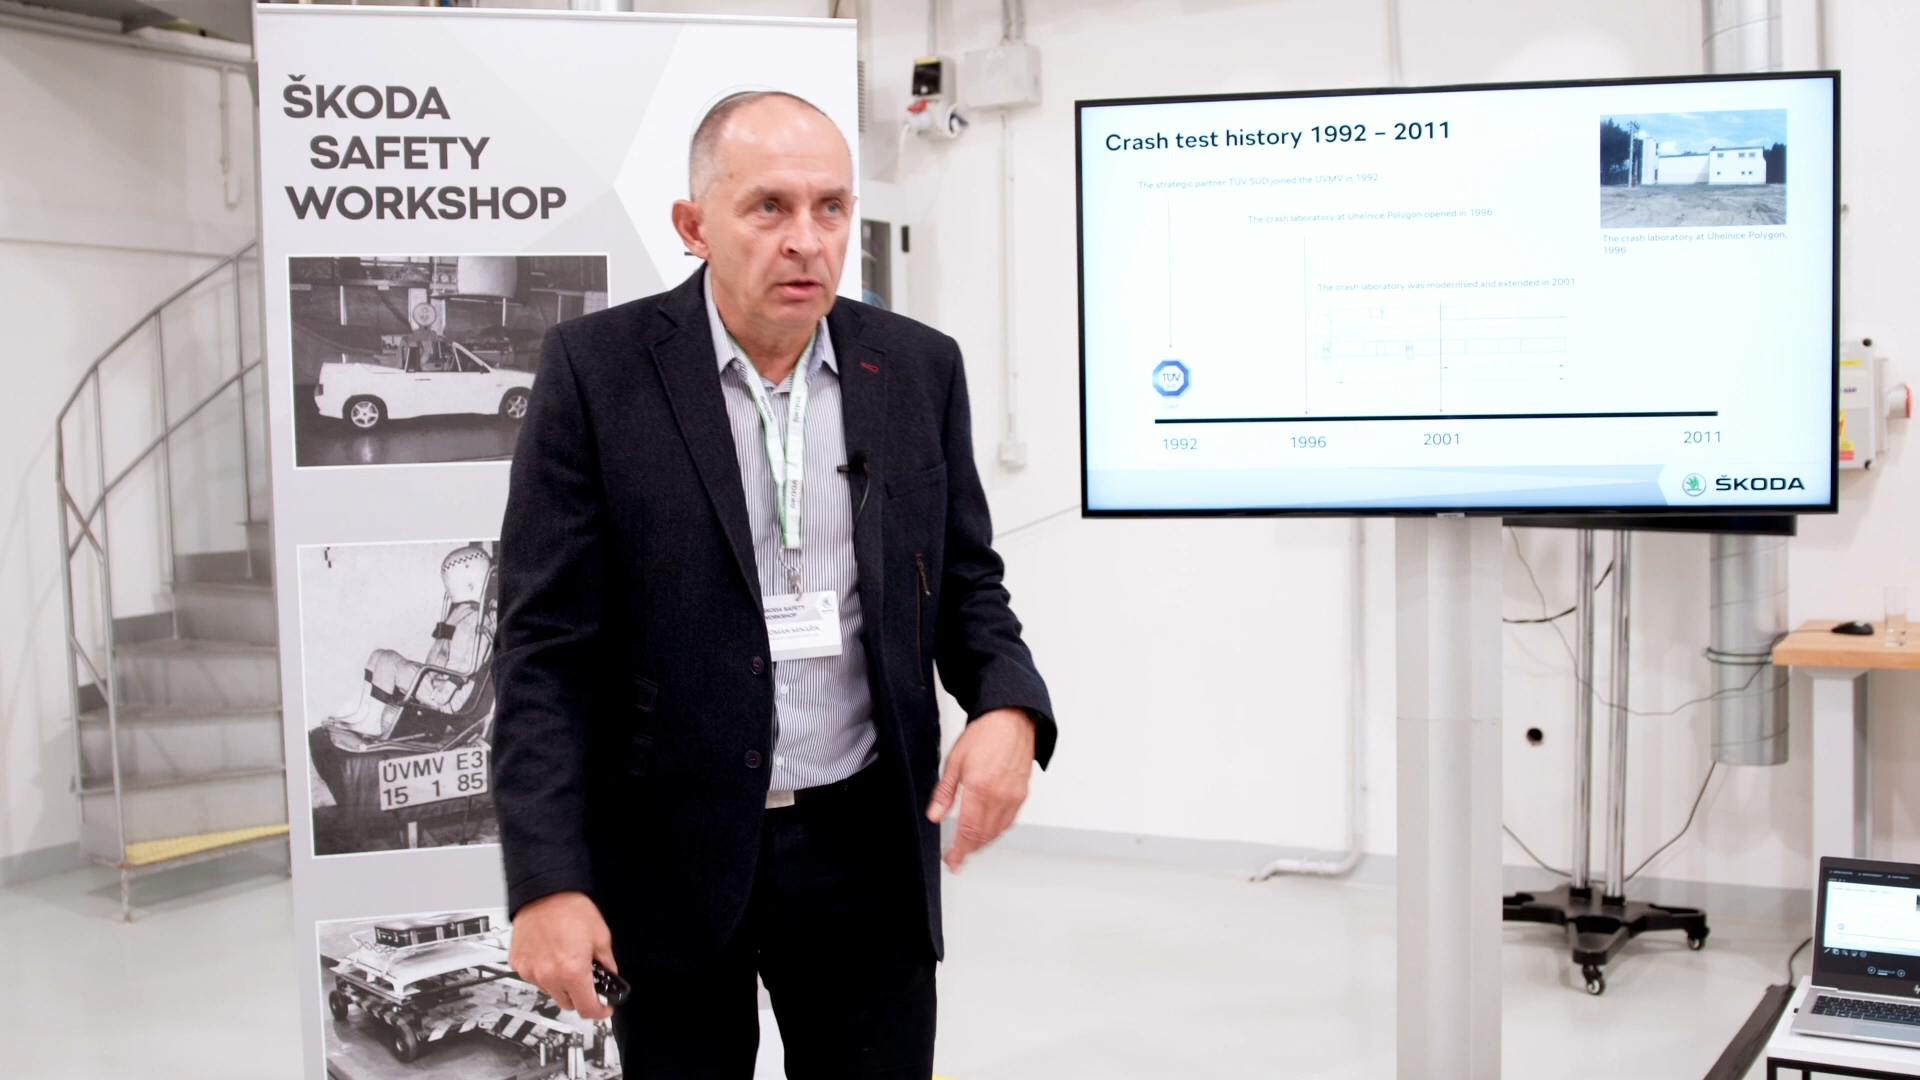 ŠKODA
SAFETY
WORKSHOP
ÚVMV E3
15 1 85
ŠKODA SAFETY
WORKSHOP
Crash test history 1992 – 2011
The strategic partner TÜV SÜD joined the ÚVMV in 1992
The crash laboratory at Úhelnice Polygon opened in 1996
The crash laboratory at Úhelnice Polygon,
1996
The crash laboratory was modernised and extended in 2001
TÜV
1992
1996
2001
2011
ŠKODA